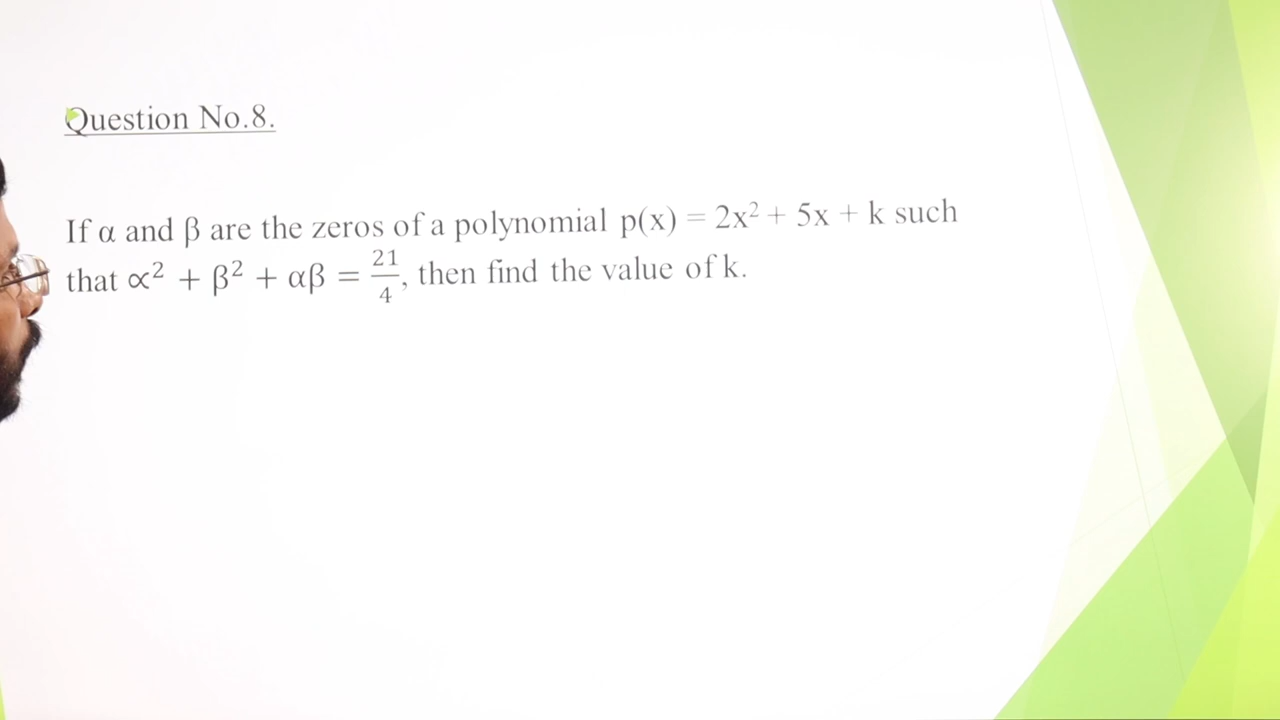 Question No.8.
If α and β are the zeros of a polynomial p(x) = 2x² + 5x + k such
that ∝² + β² + αβ = 21/4, then find the value of k.